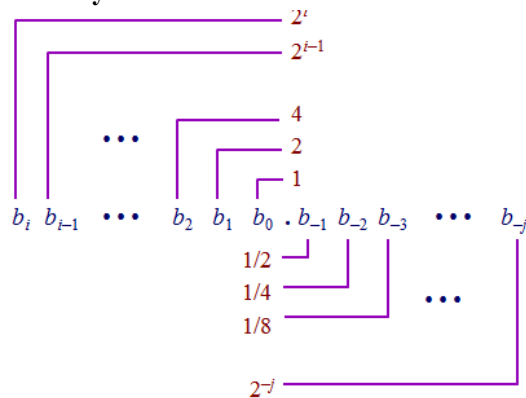 2^i
2^{i−1}
4
•••
2
1
b_i b_{i−1} ••• b_2 b_1 b_0 . b_{−1} b_{−2} b_{−3} ••• b_{−j}
1/2
1/4
•••
1/8
2^{−j}